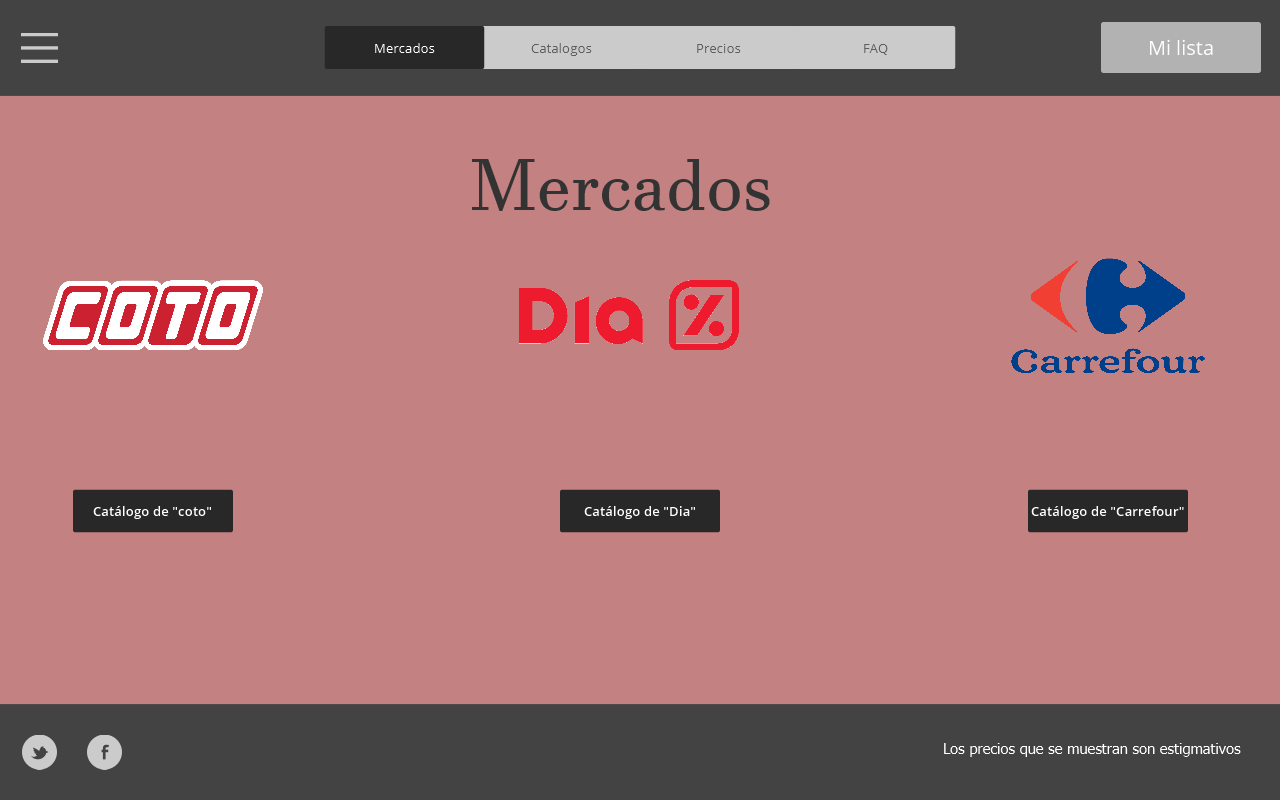 Mercados
Catalogos
Precios
FAQ
Mi lista
Mercados
COTO
Dia %
Carrefour
Catálogo de "coto"
Catálogo de "Dia"
Catálogo de "Carrefour"
Los precios que se muestran son estigmativos